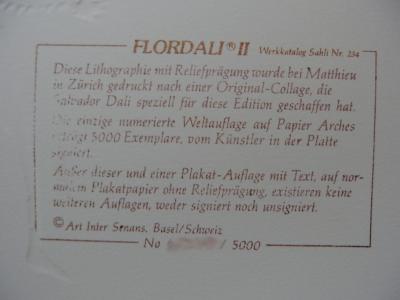 FLORDALI® II Werkkatalog Sahli Nr. 234
Diese Lithographie mit Reliefprägung wurde bei Matthieu
in Zürich gedruckt nach einer Original-Collage, die
Salvador Dali speziell für diese Edition geschaffen hat.
Die einzige numerierte Weltauflage auf Papier Arches
beträgt 5000 Exemplare, vom Künstler in der Platte
signiert.
Außer dieser und einer Plakat-Auflage mit Text, auf nor-
malem Plakatpapier ohne Reliefprägung, existieren keine
weiteren Auflagen, weder signiert noch unsigniert.
© Art Inter Senans, Basel/Schweiz
No / 5000